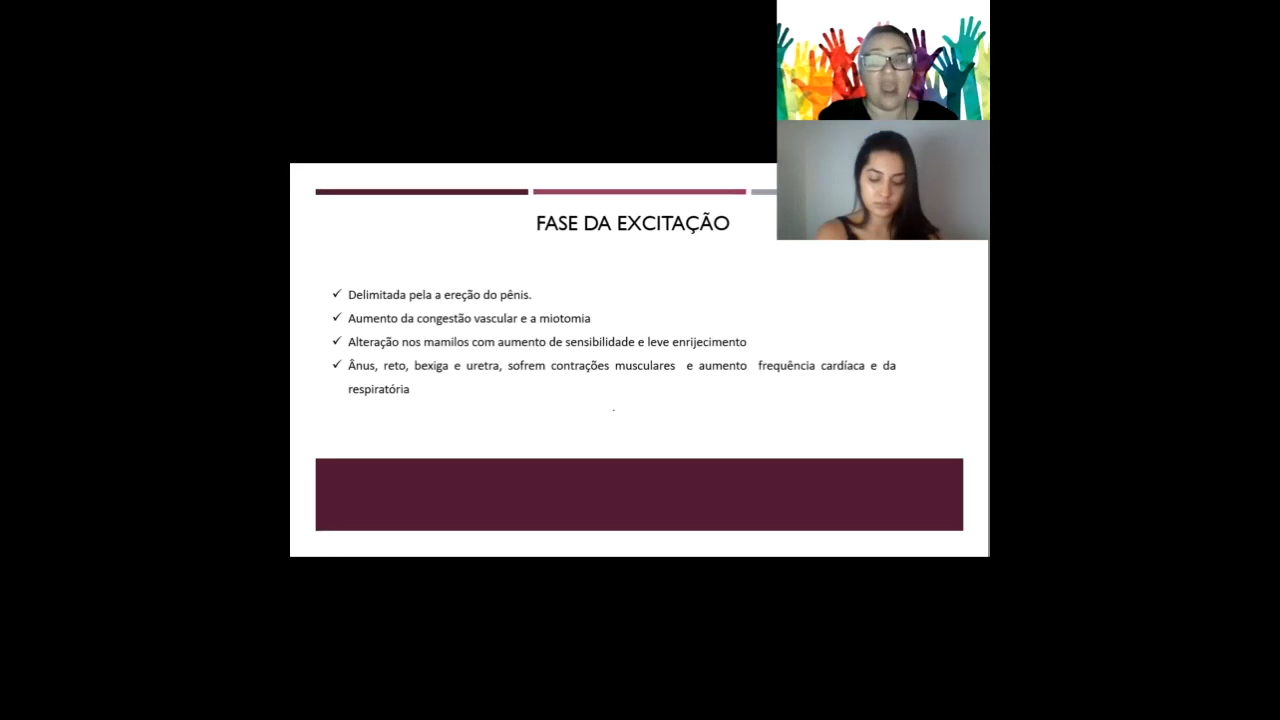 FASE DA EXCITAÇÃO
Delimitada pela a ereção do pênis.
Aumento da congestão vascular e a miotomia
Alteração nos mamilos com aumento de sensibilidade e leve enrijecimento
Ânus, reto, bexiga e uretra, sofrem contrações musculares e aumento frequência cardíaca e da
respiratória
.